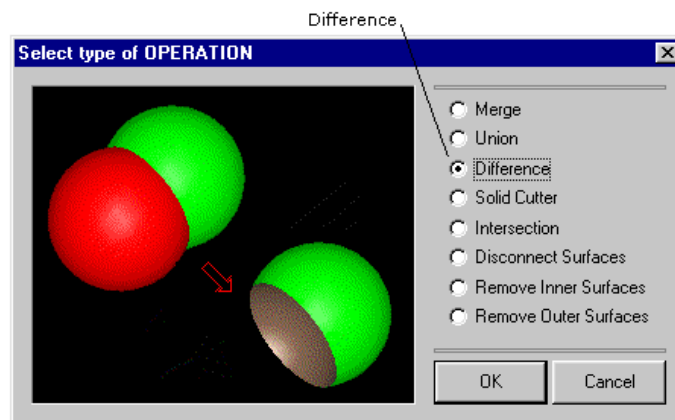 Difference
Select type of OPERATION
Merge
Union
Difference
Solid Cutter
Intersection
Disconnect Surfaces
Remove Inner Surfaces
Remove Outer Surfaces
OK
Cancel